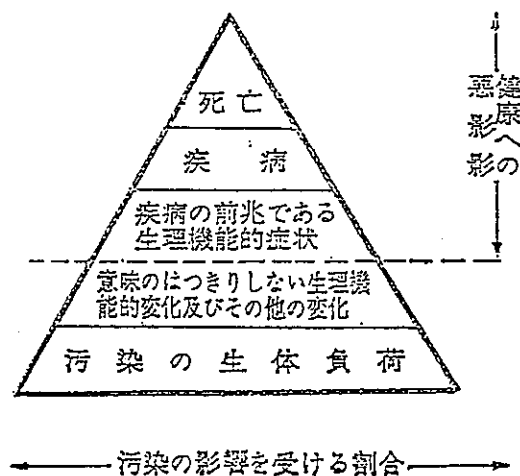 死亡
疾病
疾病の前兆である
生理機能的症状
意味のはつきりしない生理機
能的変化及びその他の変化
汚染の生体負荷
健康への
悪影影
汚染の影響を受ける割合